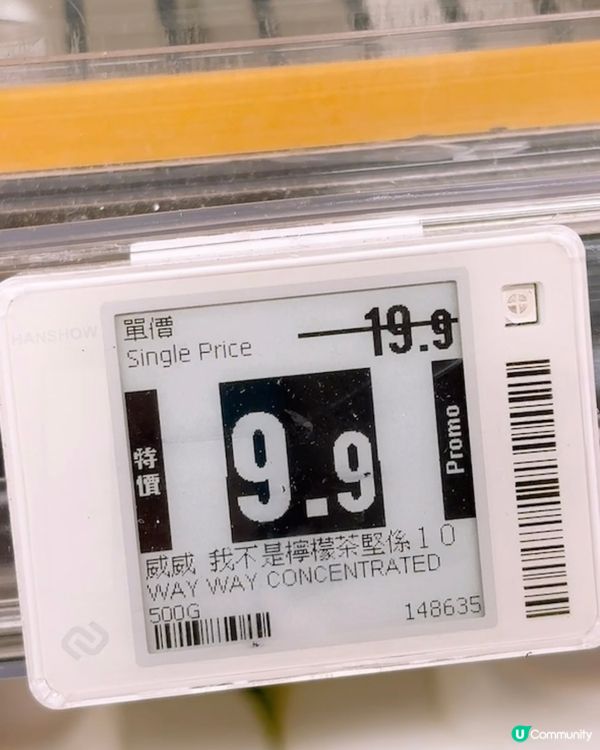 HANSHOW
單價
Single Price
19.9
特價
9.9
Promo
威威 我不是檸檬茶堅係10
WAY WAY CONCENTRATED
500G
148635
U Community